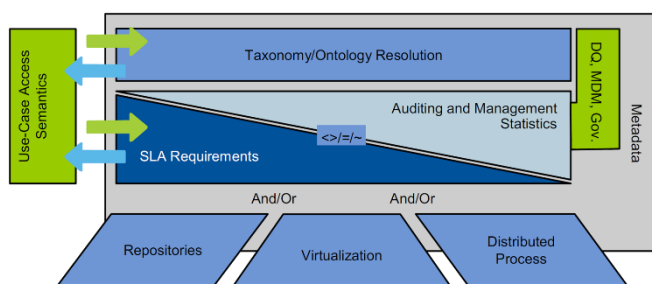 Use-Case Access
Semantics
Taxonomy/Ontology Resolution
Auditing and Management
Statistics
<>/=/~
SLA Requirements
DQ, MDM, Gov.
Metadata
And/Or
And/Or
Repositories
Virtualization
Distributed
Process